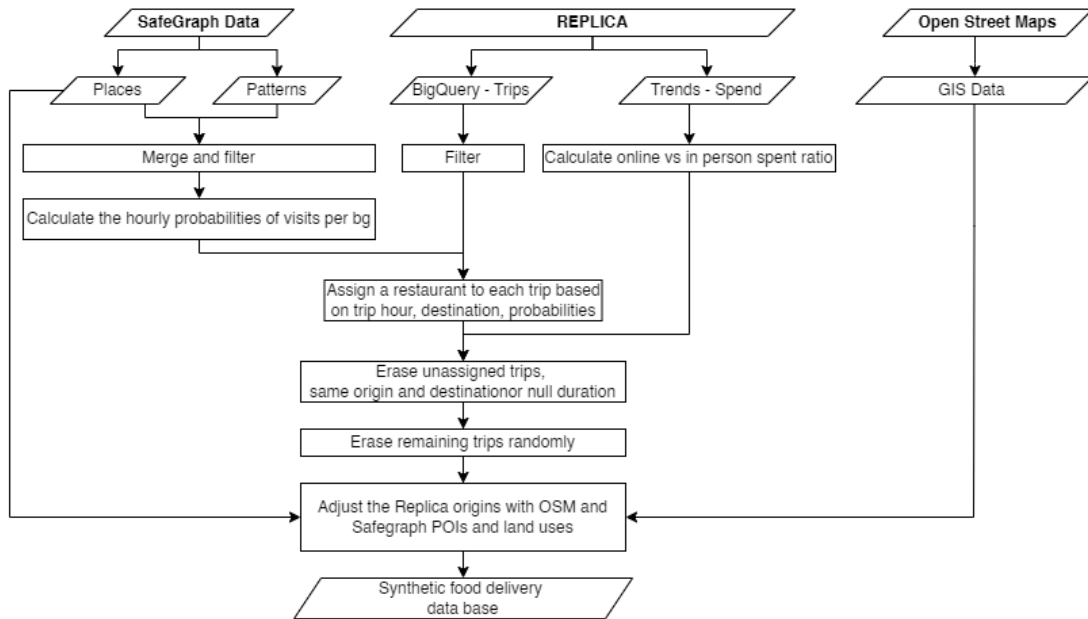 SafeGraph Data
REPLICA
Open Street Maps
Places
Patterns
BigQuery - Trips
Trends - Spend
GIS Data
Merge and filter
Filter
Calculate online vs in person spent ratio
Calculate the hourly probabilities of visits per bg
Assign a restaurant to each trip based
on trip hour, destination, probabilities
Erase unassigned trips,
same origin and destinationor null duration
Erase remaining trips randomly
Adjust the Replica origins with OSM and
Safegraph POIs and land uses
Synthetic food delivery
data base